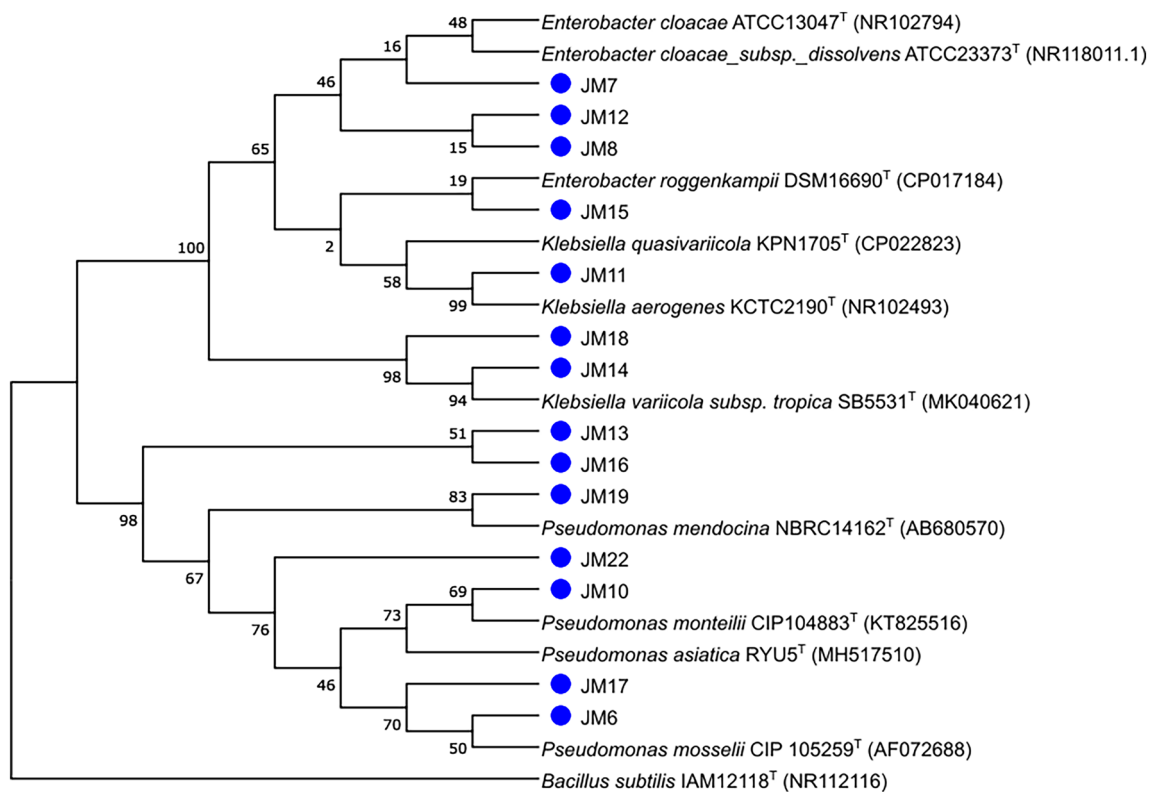 48
Enterobacter cloacae ATCC13047ᵀ (NR102794)
16
Enterobacter cloacae_subsp._dissolvens ATCC23373ᵀ (NR118011.1)
46
JM7
JM12
15
JM8
65
19
Enterobacter roggenkampii DSM16690ᵀ (CP017184)
JM15
2
100
Klebsiella quasivariicola KPN1705ᵀ (CP022823)
58
JM11
99
Klebsiella aerogenes KCTC2190ᵀ (NR102493)
JM18
98
JM14
94
Klebsiella variicola subsp. tropica SB5531ᵀ (MK040621)
51
JM13
JM16
98
83
JM19
Pseudomonas mendocina NBRC14162ᵀ (AB680570)
67
JM22
76
69
JM10
73
Pseudomonas monteilii CIP104883ᵀ (KT825516)
Pseudomonas asiatica RYU5ᵀ (MH517510)
46
JM17
70
JM6
50
Pseudomonas mosselii CIP 105259ᵀ (AF072688)
Bacillus subtilis IAM12118ᵀ (NR112116)